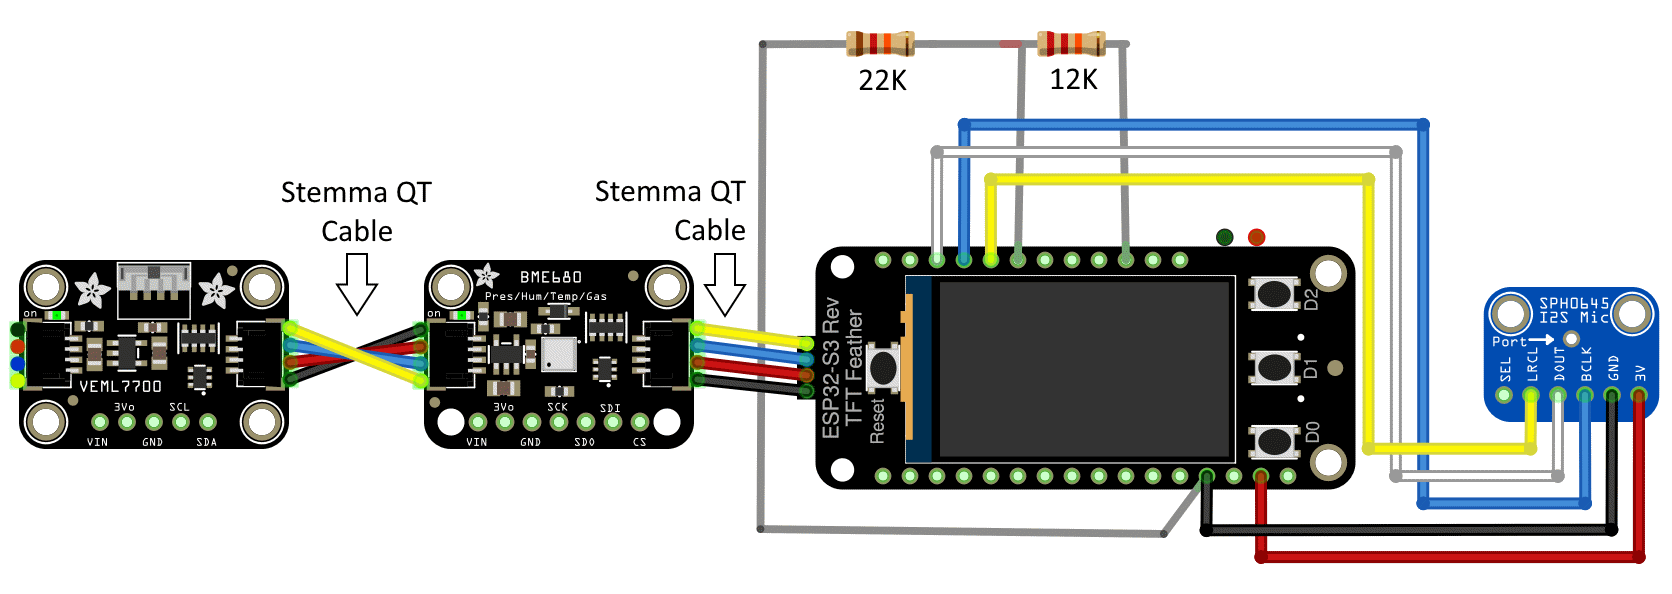 22K
12K
Stemma QT
Cable
Stemma QT
Cable
on
VEML7700
3Vo
SCL
VIN
GND
SDA
BME680
Pres/Hum/Temp/Gas
on
3Vo
SCK
SDI
VIN
GND
SDO
CS
ESP32-S3 Rev
TFT Feather
Reset
D2
D1
D0
SPH0645
I2S Mic
Port
SEL
LRCL
DOUT
BCLK
GND
3V